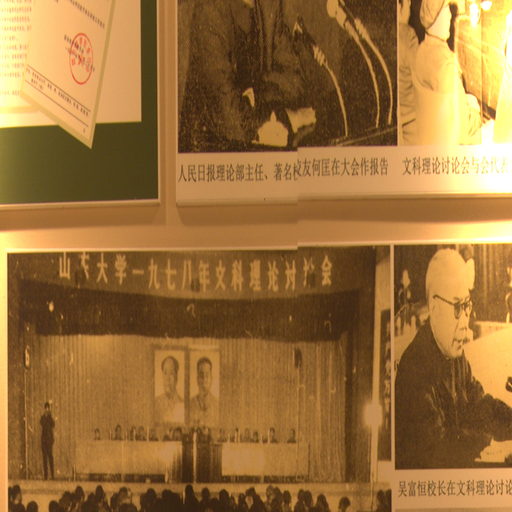 人民日报理论部主任、著名校友何匡在大会作报告
文科理论讨论会与会代表
山东大学一九七八年文科理论讨论会
吴富恒校长在文科理论讨论